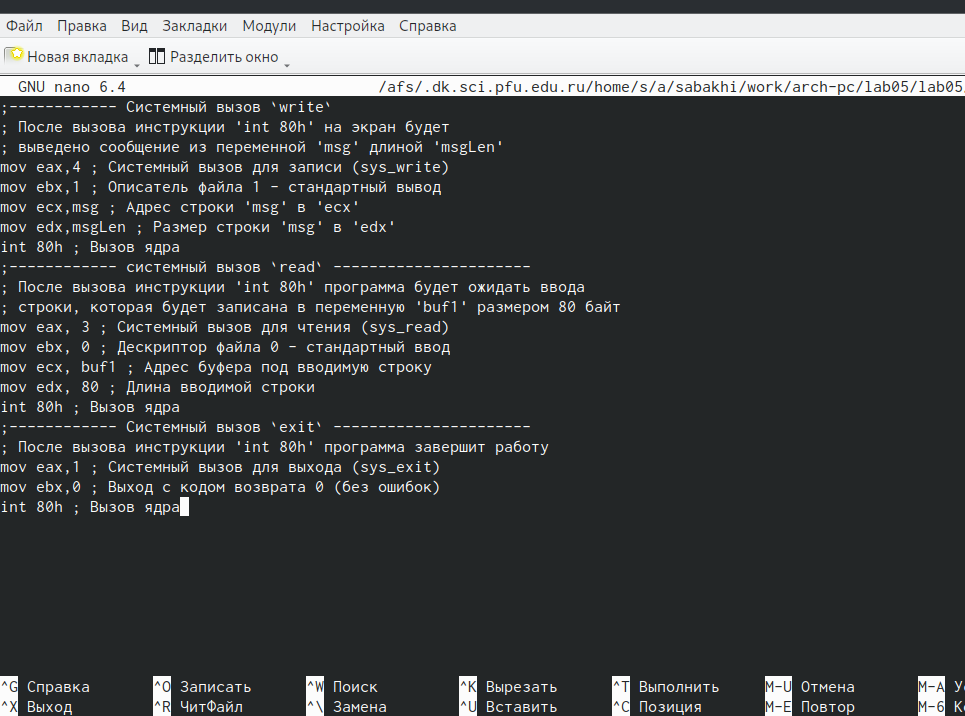 Файл Правка Вид Закладки Модули Настройка Справка
Новая вкладка Разделить окно
GNU nano 6.4 /afs/.dk.sci.pfu.edu.ru/home/s/a/sabakhi/work/arch-pc/lab05/lab05
;------------ Системный вызов `write`
; После вызова инструкции 'int 80h' на экран будет
; выведено сообщение из переменной 'msg' длиной 'msgLen'
mov eax,4 ; Системный вызов для записи (sys_write)
mov ebx,1 ; Описатель файла 1 - стандартный вывод
mov ecx,msg ; Адрес строки 'msg' в 'ecx'
mov edx,msgLen ; Размер строки 'msg' в 'edx'
int 80h ; Вызов ядра
;------------ системный вызов `read` ----------------------
; После вызова инструкции 'int 80h' программа будет ожидать ввода
; строки, которая будет записана в переменную 'buf1' размером 80 байт
mov eax, 3 ; Системный вызов для чтения (sys_read)
mov ebx, 0 ; Дескриптор файла 0 - стандартный ввод
mov ecx, buf1 ; Адрес буфера под вводимую строку
mov edx, 80 ; Длина вводимой строки
int 80h ; Вызов ядра
;------------ Системный вызов `exit` ----------------------
; После вызова инструкции 'int 80h' программа завершит работу
mov eax,1 ; Системный вызов для выхода (sys_exit)
mov ebx,0 ; Выход с кодом возврата 0 (без ошибок)
int 80h ; Вызов ядра
^G Справка ^O Записать ^W Поиск ^K Вырезать ^T Выполнить M-U Отмена M-A
^X Выход ^R ЧитФайл ^\ Замена ^U Вставить ^C Позиция M-E Повтор M-6